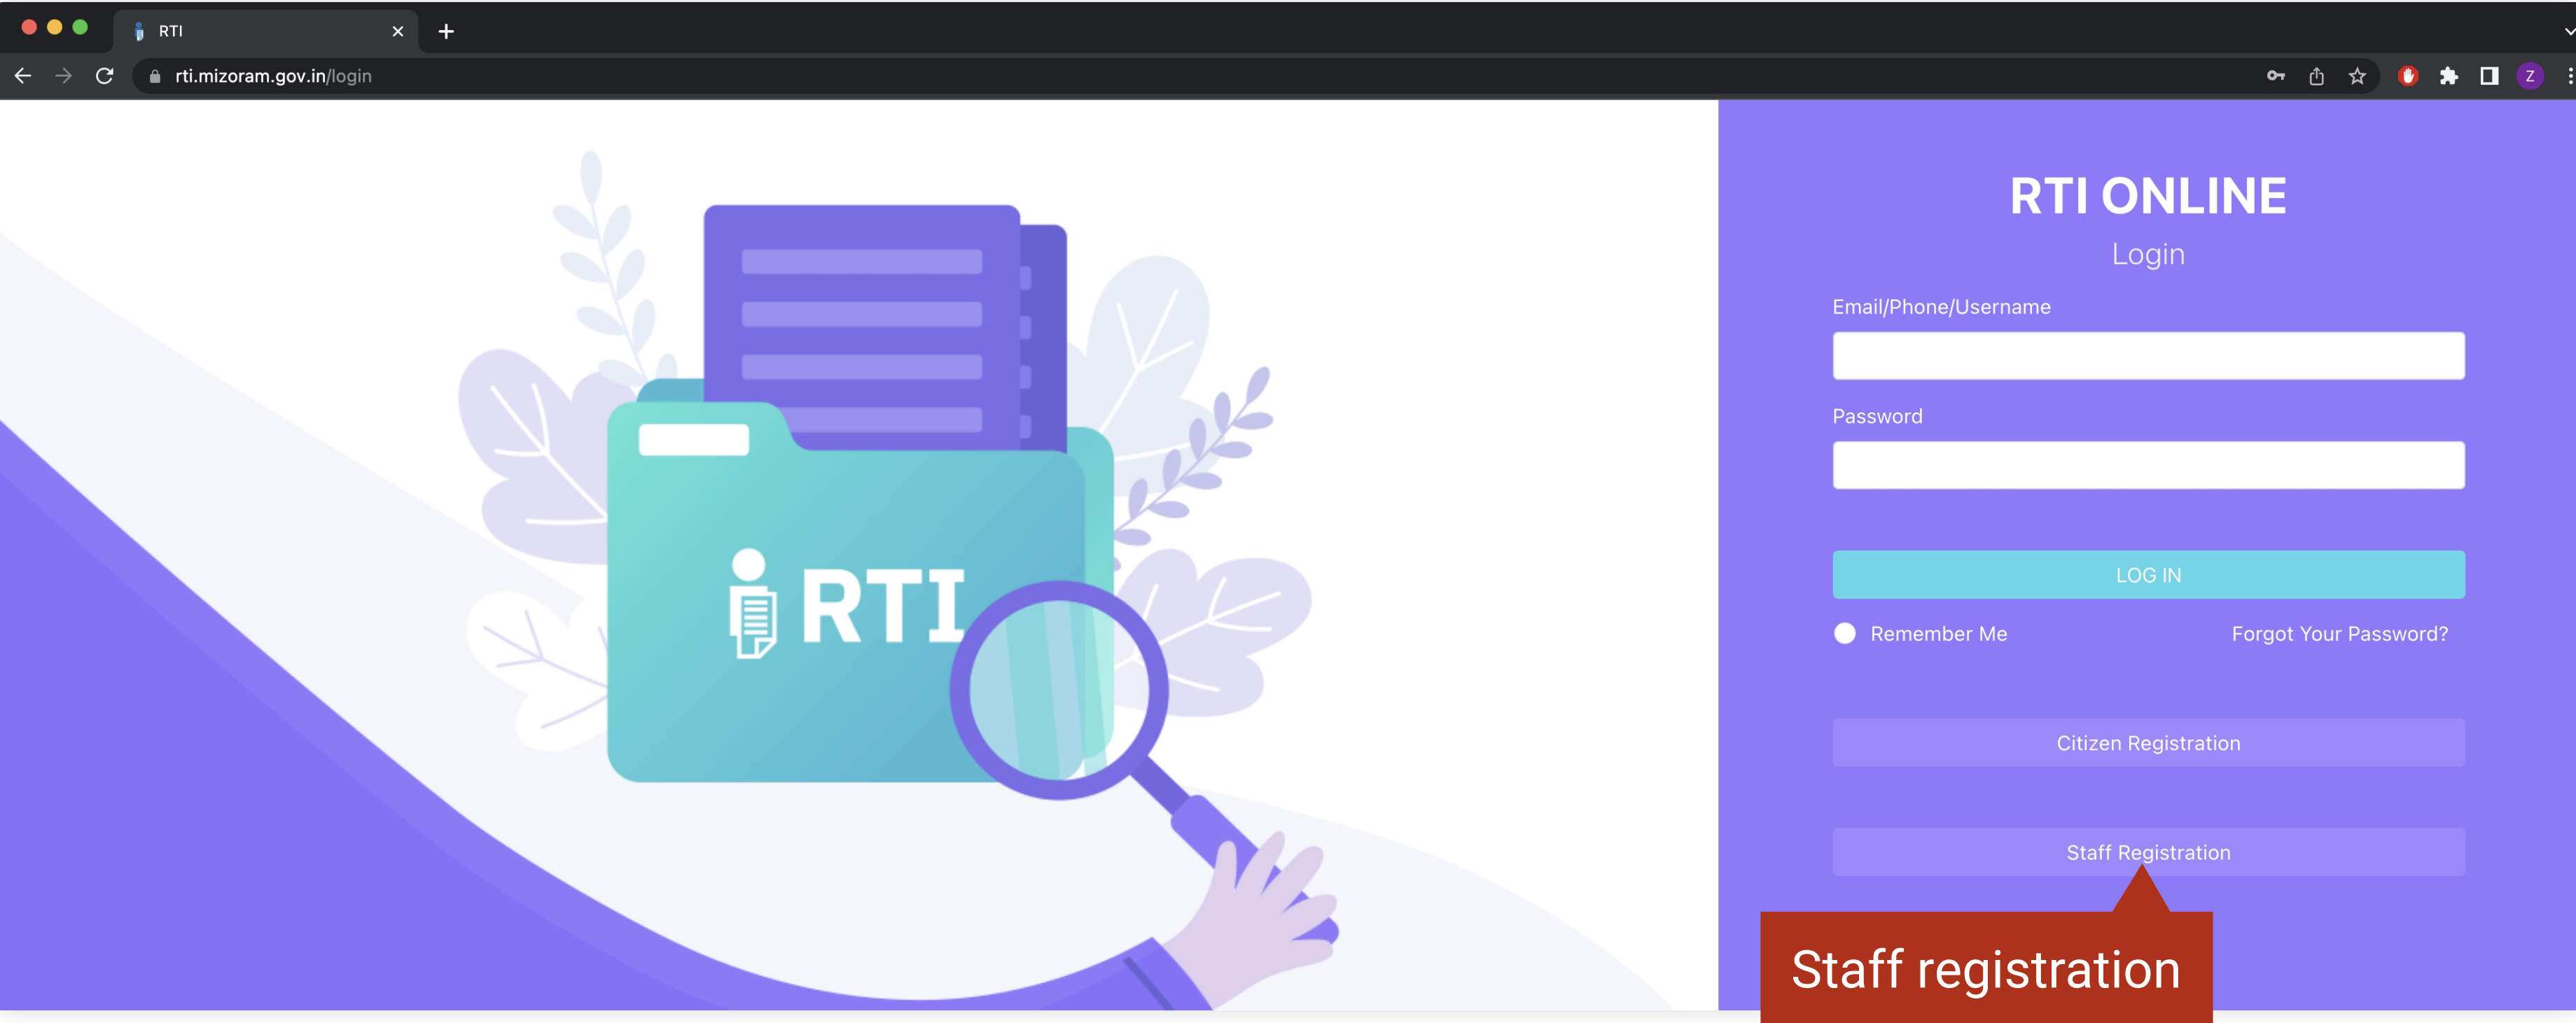 RTI
rti.mizoram.gov.in/login
Z
RTI
RTI ONLINE
Login
Email/Phone/Username
Password
LOG IN
Remember Me
Forgot Your Password?
Citizen Registration
Staff Registration
Staff registration